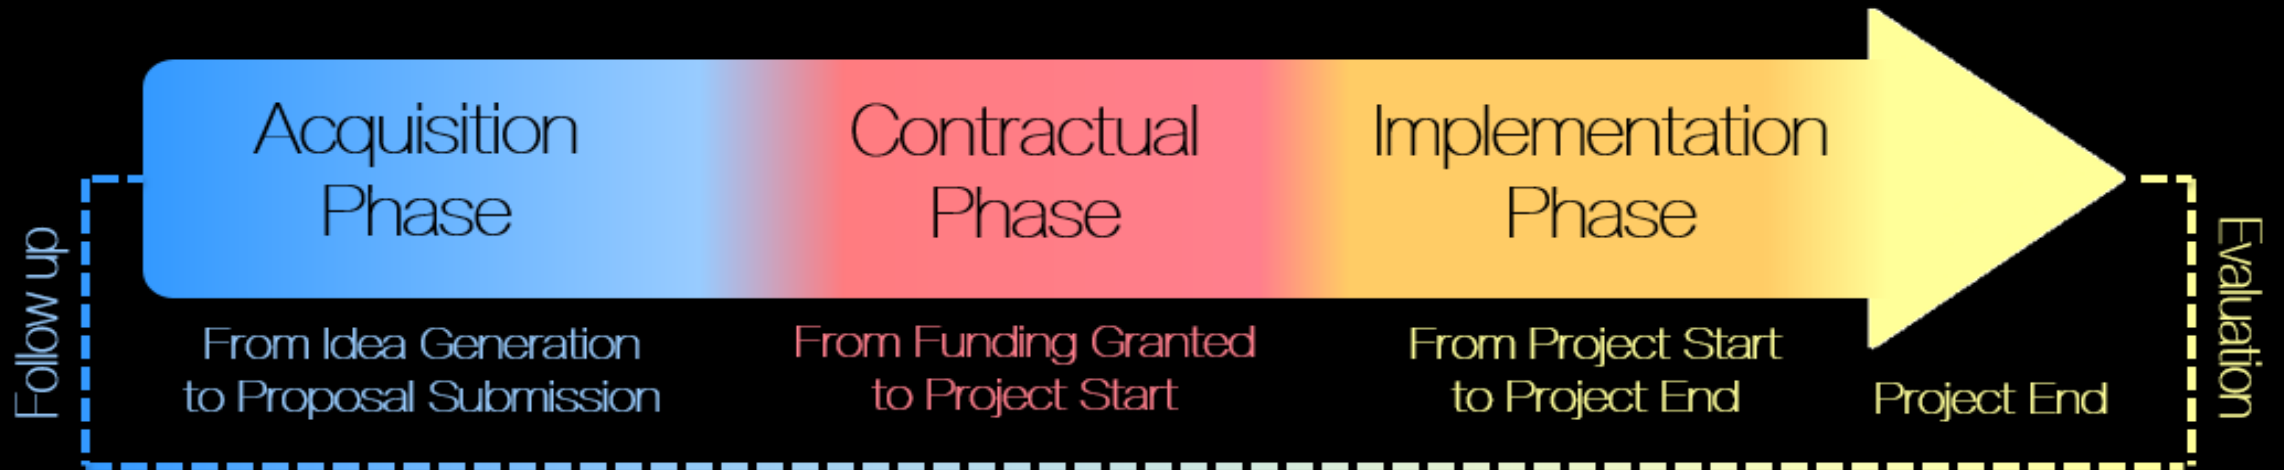 Acquisition
Phase
Contractual
Phase
Implementation
Phase
Follow up
From Idea Generation
to Proposal Submission
From Funding Granted
to Project Start
From Project Start
to Project End
Project End
Evaluation